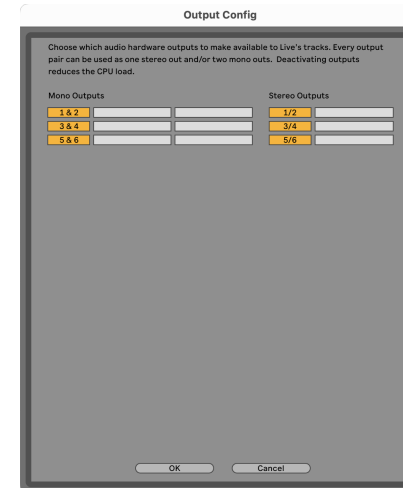 Output Config
Choose which audio hardware outputs to make available to Live's tracks. Every output
pair can be used as one stereo out and/or two mono outs. Deactivating outputs
reduces the CPU load.
Mono Outputs Stereo Outputs
1 & 2 1/2
3 & 4 3/4
5 & 6 5/6
OK Cancel